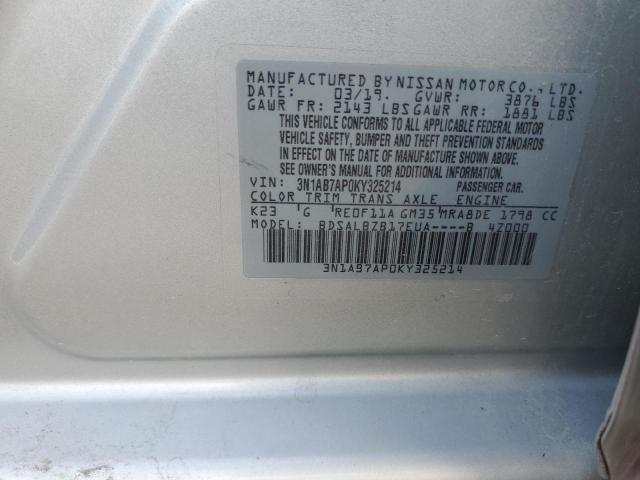 MANUFACTURED BY NISSAN MOTOR CO., LTD.
DATE: 03/19. GVWR: 3876 LBS
GAWR FR: 2143 LBS GAWR RR: 1881 LBS
THIS VEHICLE CONFORMS TO ALL APPLICABLE FEDERAL MOTOR
VEHICLE SAFETY, BUMPER AND THEFT PREVENTION STANDARDS
IN EFFECT ON THE DATE OF MANUFACTURE SHOWN ABOVE.
SEE OWNER'S MANUAL FOR ADDITIONAL INFORMATION.
VIN: 3N1AB7AP0KY325214 PASSENGER CAR.
COLOR TRIM TRANS AXLE ENGINE
K23 G RE0F11A GM35 MRA8DE 1798 CC
MODEL: BDSALBZB17EUA----B 4Z000
3N1AB7AP0KY325214